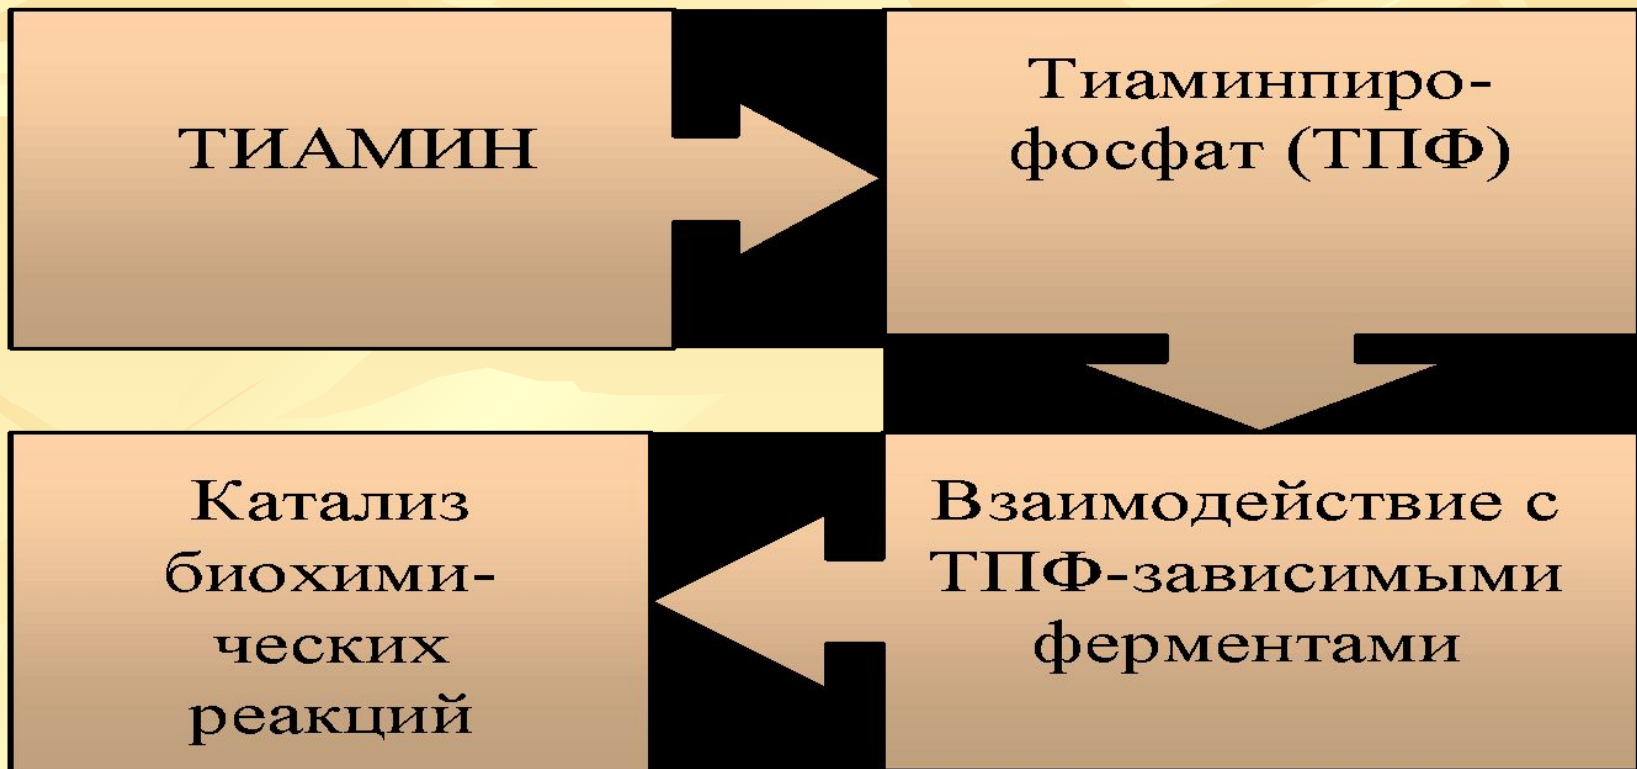 ТИАМИН
Тиаминпиро-
фосфат (ТПФ)
Взаимодействие с
ТПФ-зависимыми
ферментами
Катализ
биохими-
ческих
реакций